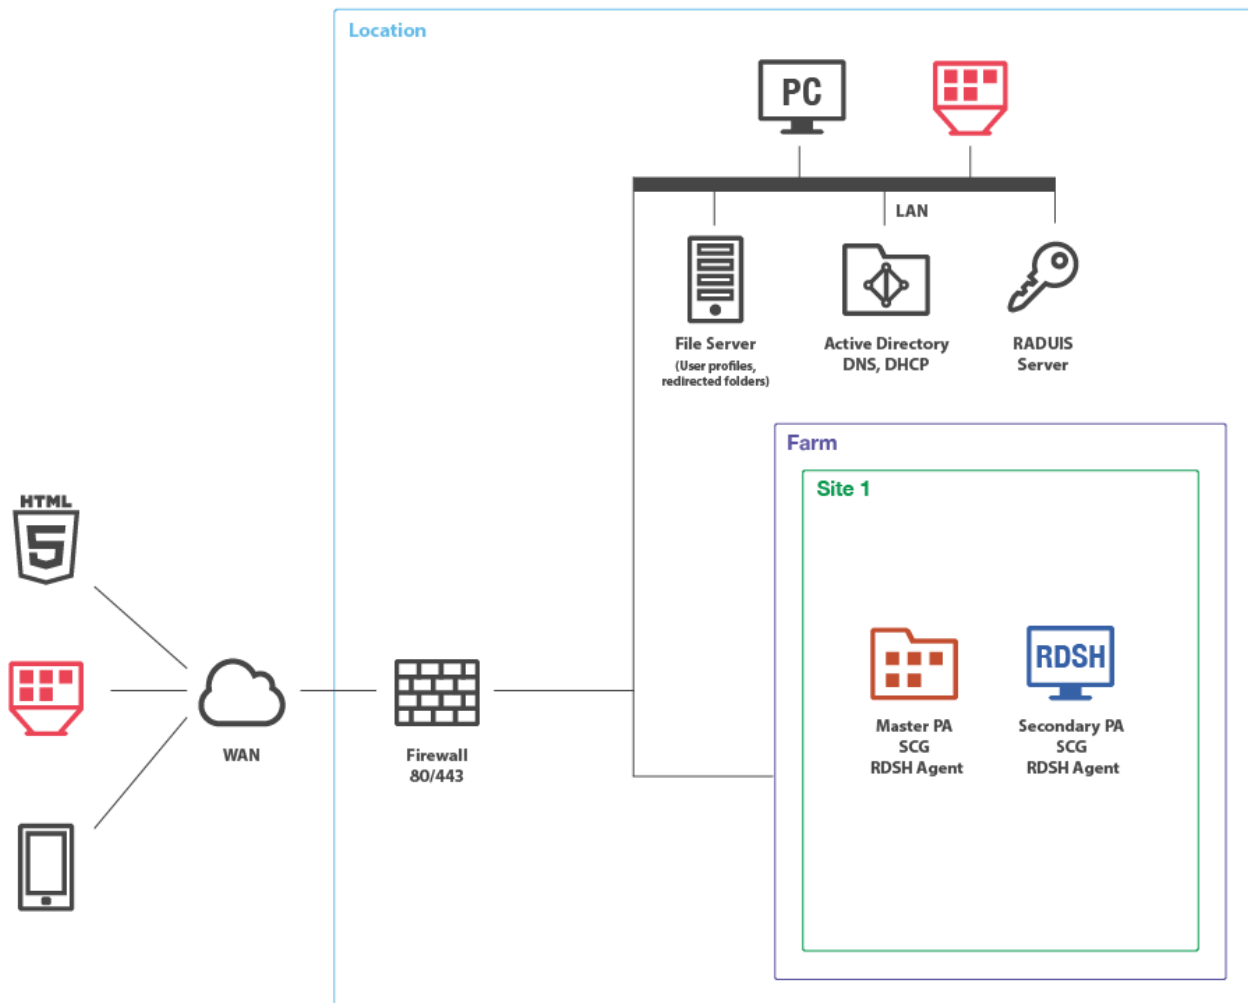 Location
PC
LAN
File Server
(User profiles,
redirected folders)
Active Directory
DNS, DHCP
RADUIS
Server
Farm
Site 1
HTML
5
WAN
Firewall
80/443
Master PA
SCG
RDSH Agent
RDSH
Secondary PA
SCG
RDSH Agent